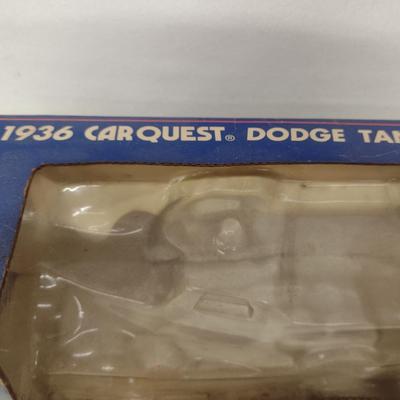 1936 CARQUEST® DODGE TAN